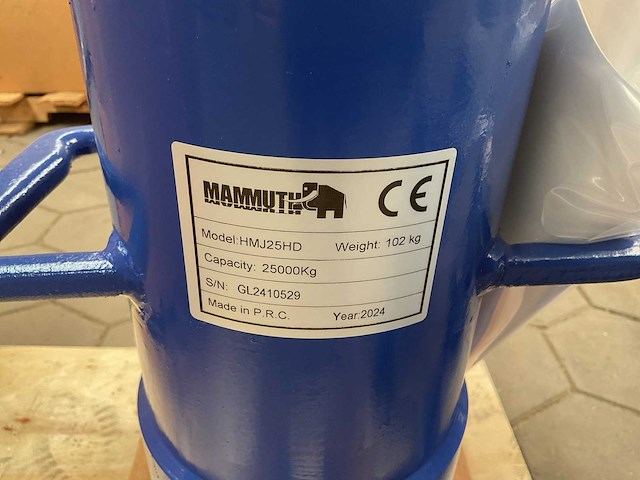 MAMMUTH CE
Model:HMJ25HD Weight: 102 kg
Capacity: 25000Kg
S/N: GL2410529
Made in P.R.C. Year:2024